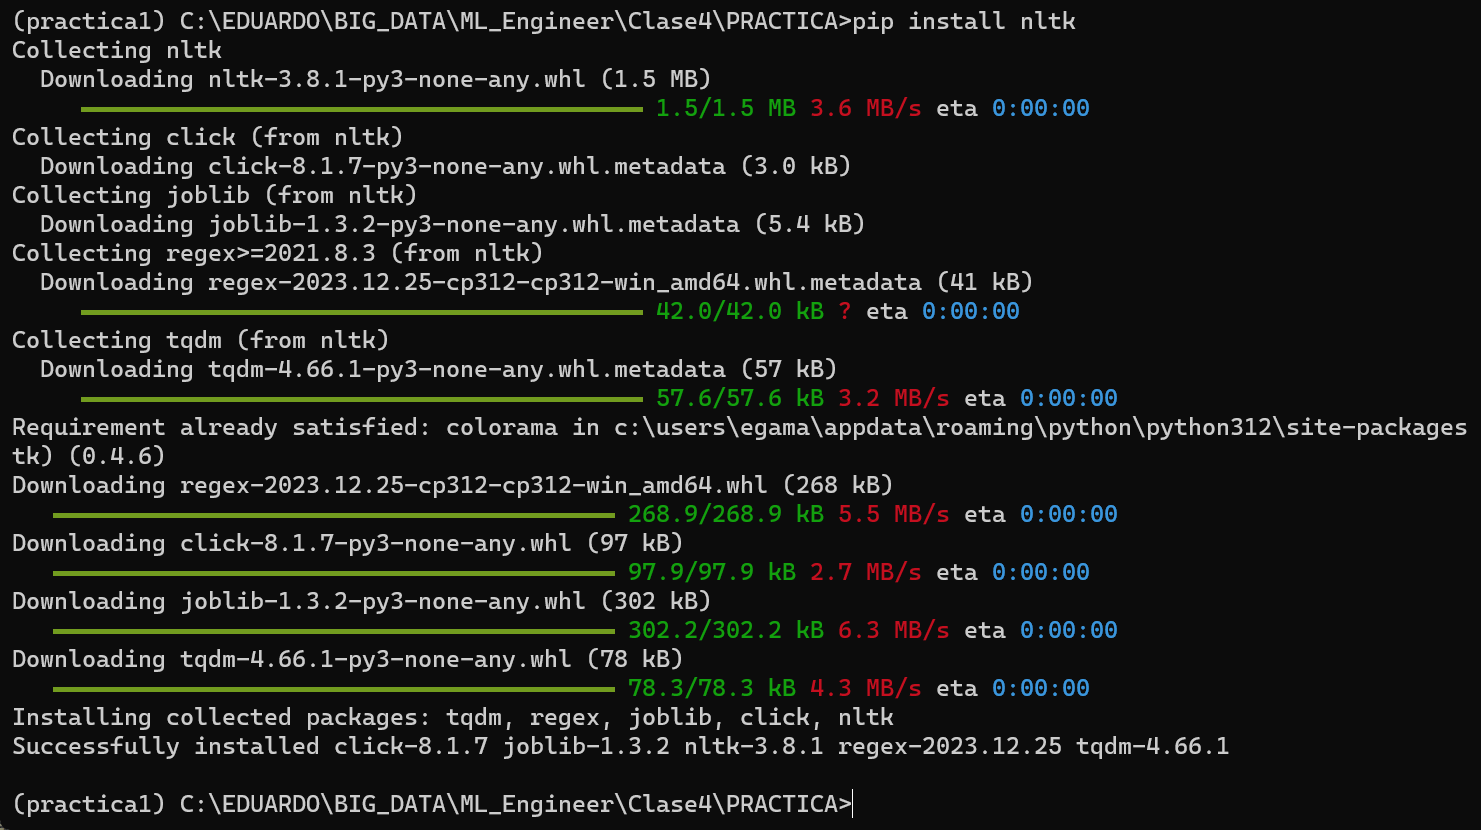 (practica1) C:\EDUARDO\BIG_DATA\ML_Engineer\Clase4\PRACTICA>pip install nltk
Collecting nltk
  Downloading nltk-3.8.1-py3-none-any.whl (1.5 MB)
1.5/1.5 MB 3.6 MB/s eta 0:00:00
Collecting click (from nltk)
  Downloading click-8.1.7-py3-none-any.whl.metadata (3.0 kB)
Collecting joblib (from nltk)
  Downloading joblib-1.3.2-py3-none-any.whl.metadata (5.4 kB)
Collecting regex>=2021.8.3 (from nltk)
  Downloading regex-2023.12.25-cp312-cp312-win_amd64.whl.metadata (41 kB)
42.0/42.0 kB ? eta 0:00:00
Collecting tqdm (from nltk)
  Downloading tqdm-4.66.1-py3-none-any.whl.metadata (57 kB)
57.6/57.6 kB 3.2 MB/s eta 0:00:00
Requirement already satisfied: colorama in c:\users\egama\appdata\roaming\python\python312\site-packages
tk) (0.4.6)
Downloading regex-2023.12.25-cp312-cp312-win_amd64.whl (268 kB)
268.9/268.9 kB 5.5 MB/s eta 0:00:00
Downloading click-8.1.7-py3-none-any.whl (97 kB)
97.9/97.9 kB 2.7 MB/s eta 0:00:00
Downloading joblib-1.3.2-py3-none-any.whl (302 kB)
302.2/302.2 kB 6.3 MB/s eta 0:00:00
Downloading tqdm-4.66.1-py3-none-any.whl (78 kB)
78.3/78.3 kB 4.3 MB/s eta 0:00:00
Installing collected packages: tqdm, regex, joblib, click, nltk
Successfully installed click-8.1.7 joblib-1.3.2 nltk-3.8.1 regex-2023.12.25 tqdm-4.66.1
(practica1) C:\EDUARDO\BIG_DATA\ML_Engineer\Clase4\PRACTICA>